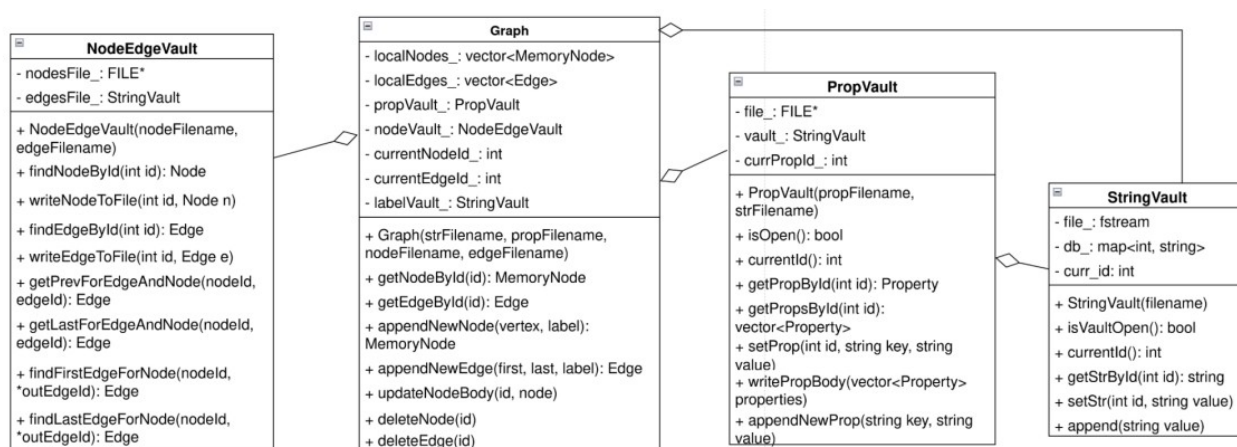 NodeEdgeVault
- nodesFile_: FILE*
- edgesFile_: StringVault
+ NodeEdgeVault(nodeFilename,
edgeFilename)
+ findNodeById(int id): Node
+ writeNodeToFile(int id, Node n)
+ findEdgeById(int id): Edge
+ writeEdgeToFile(int id, Edge e)
+ getPrevForEdgeAndNode(nodeId,
edgeId): Edge
+ getLastForEdgeAndNode(nodeId,
edgeId): Edge
+ findFirstEdgeForNode(nodeId,
*outEdgeId): Edge
+ findLastEdgeForNode(nodeId,
*outEdgeId): Edge
Graph
- localNodes_: vector<MemoryNode>
- localEdges_: vector<Edge>
- propVault_: PropVault
- nodeVault_: NodeEdgeVault
- currentNodeId_: int
- currentEdgeId_: int
- labelVault_: StringVault
+ Graph(strFilename, propFilename,
nodeFilename, edgeFilename)
+ getNodeById(id): MemoryNode
+ getEdgeById(id): Edge
+ appendNewNode(vertex, label):
MemoryNode
+ appendNewEdge(first, last, label): Edge
+ updateNodeBody(id, node)
+ deleteNode(id)
+ deleteEdge(id)
PropVault
- file_: FILE*
- vault_: StringVault
- currPropId_: int
+ PropVault(propFilename,
strFilename)
+ isOpen(): bool
+ currentId(): int
+ getPropById(int id): Property
+ getPropsById(int id):
vector<Property>
+ setProp(int id, string key, string
value)
+ writePropBody(vector<Property>
properties)
+ appendNewProp(string key, string
value)
StringVault
- file_: fstream
- db_: map<int, string>
- curr_id: int
+ StringVault(filename)
+ isVaultOpen(): bool
+ currentId(): int
+ getStrById(int id): string
+ setStr(int id, string value)
+ append(string value)